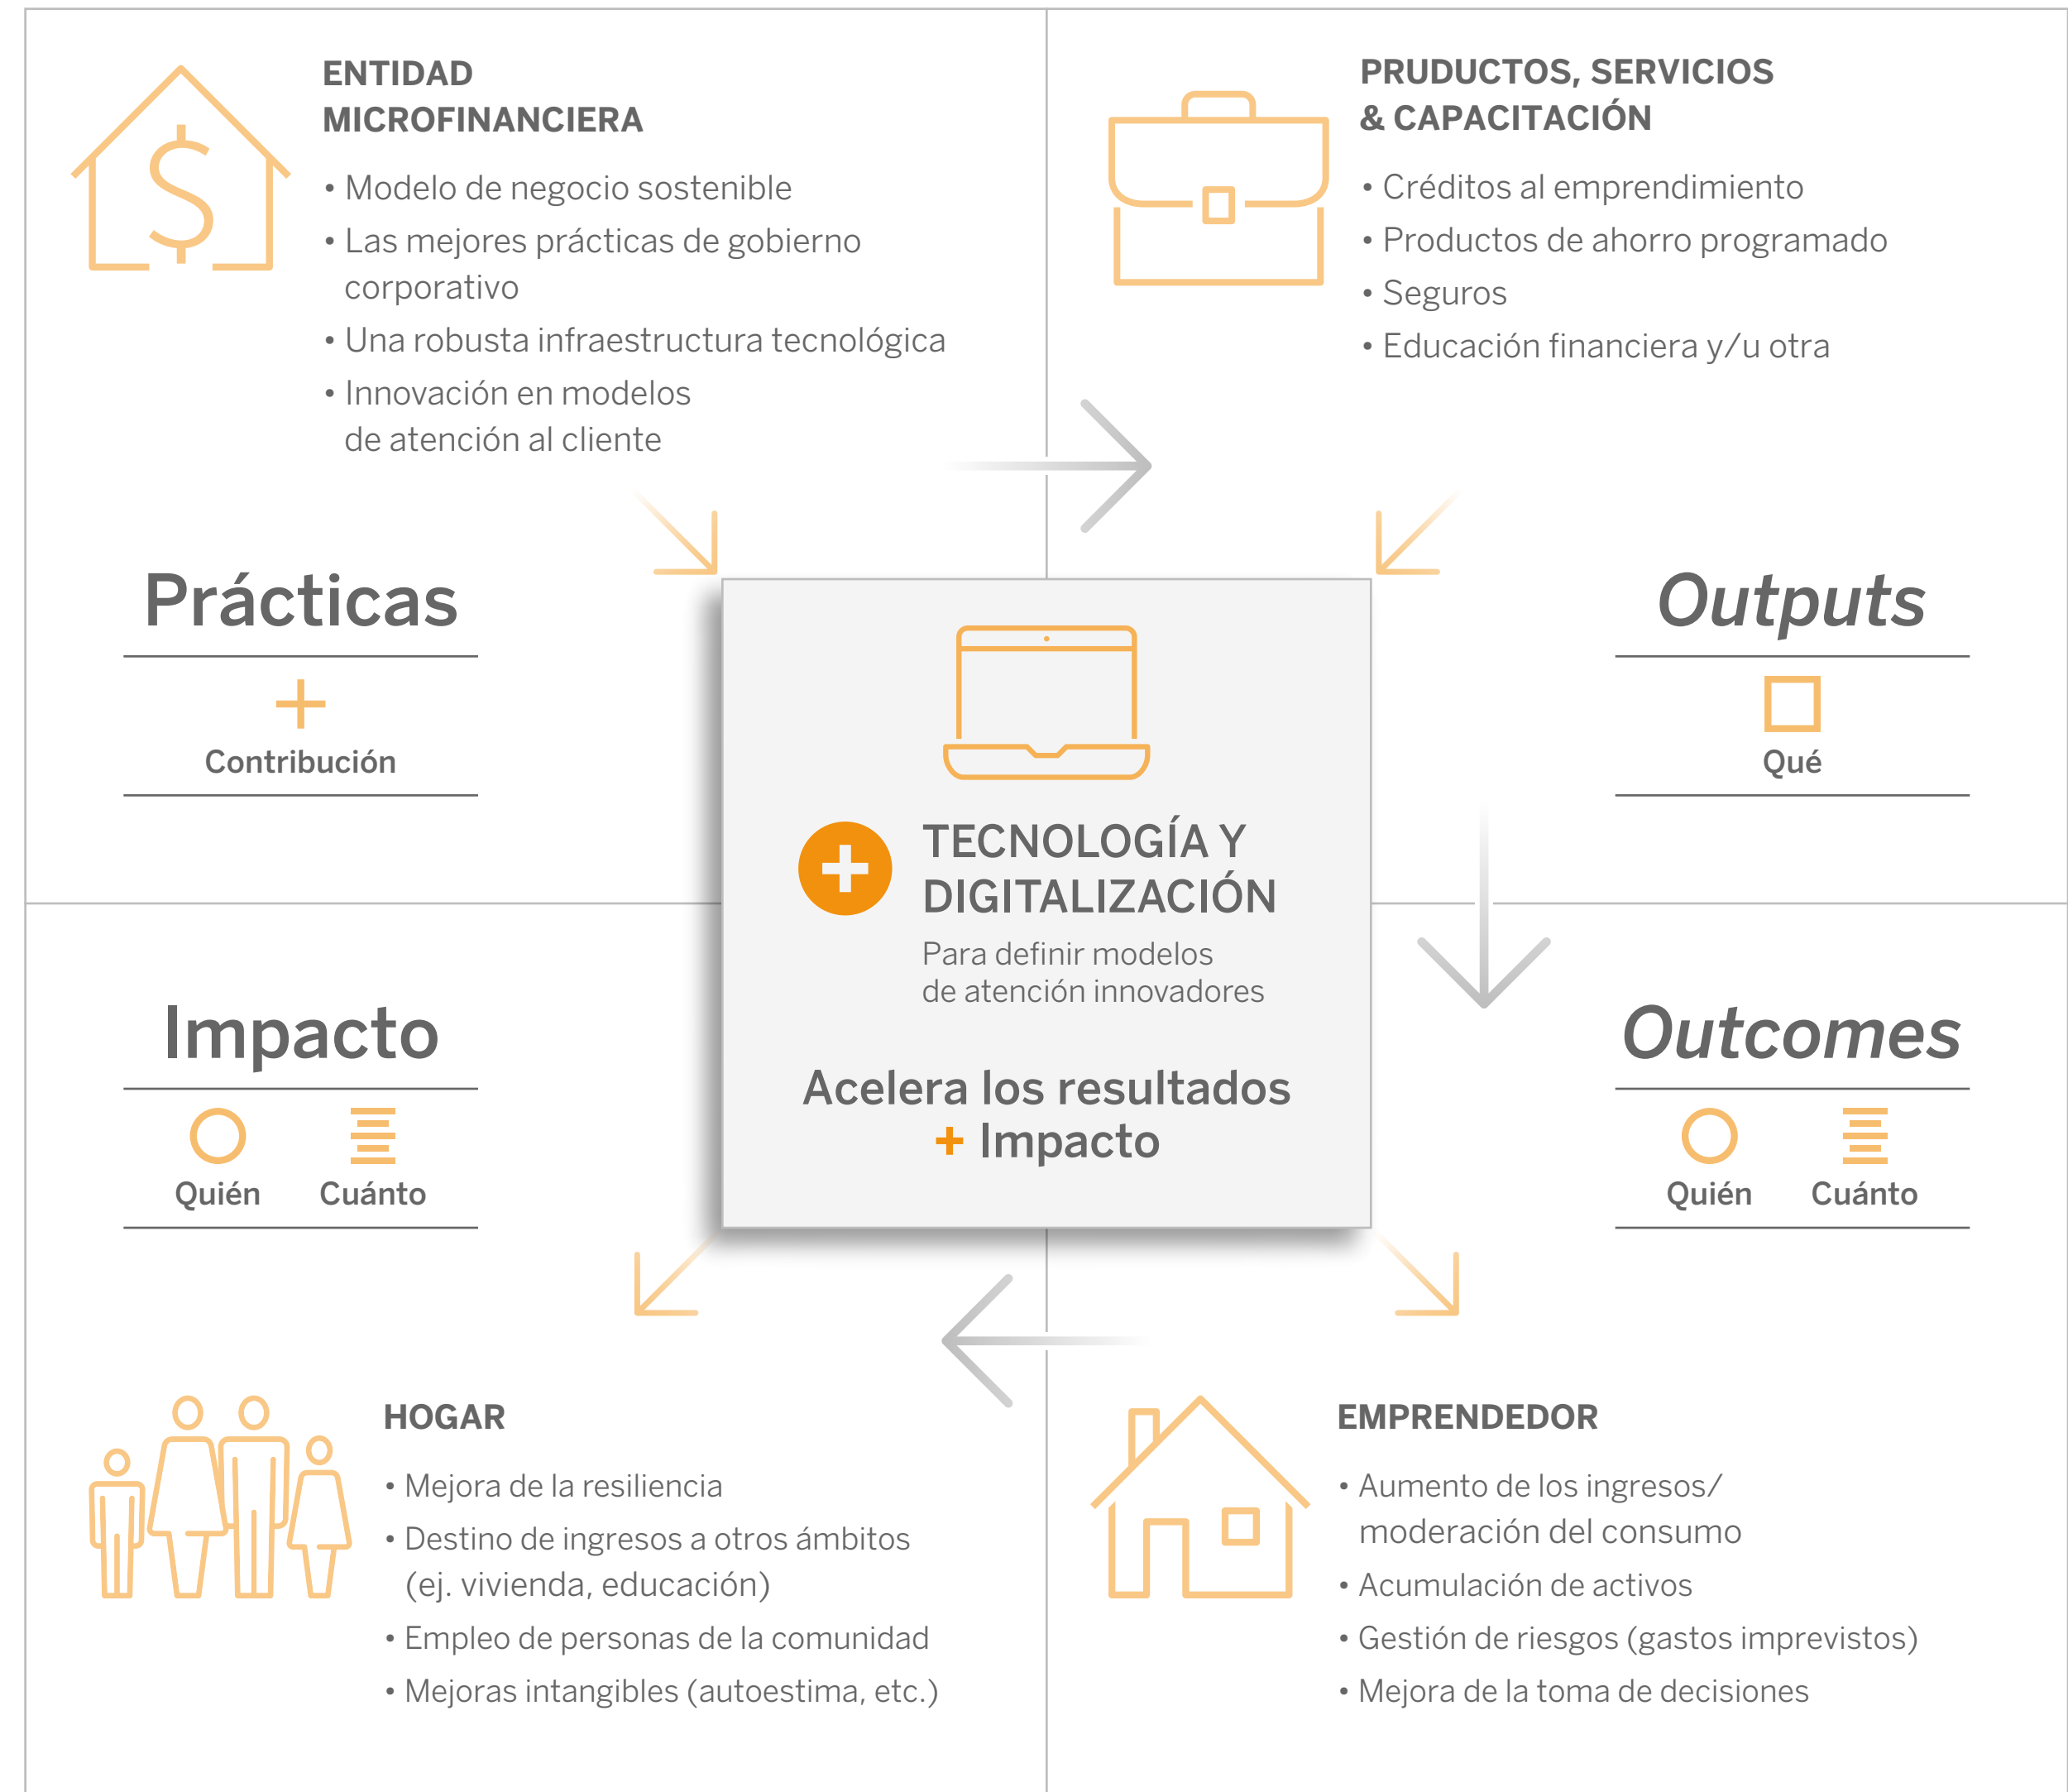 ENTIDAD
MICROFINANCIERA
• Modelo de negocio sostenible
• Las mejores prácticas de gobierno
corporativo
• Una robusta infraestructura tecnológica
• Innovación en modelos
de atención al cliente
Prácticas
Contribución
PRUDUCTOS, SERVICIOS
& CAPACITACIÓN
• Créditos al emprendimiento
• Productos de ahorro programado
• Seguros
• Educación financiera y/u otra
Outputs
Qué
TECNOLOGÍA Y
DIGITALIZACIÓN
Para definir modelos
de atención innovadores
Acelera los resultados
+ Impacto
Outcomes
Quién Cuánto
EMPRENDEDOR
• Aumento de los ingresos/
moderación del consumo
• Acumulación de activos
• Gestión de riesgos (gastos imprevistos)
• Mejora de la toma de decisiones
Impacto
Quién Cuánto
HOGAR
• Mejora de la resiliencia
• Destino de ingresos a otros ámbitos
(ej. vivienda, educación)
• Empleo de personas de la comunidad
• Mejoras intangibles (autoestima, etc.)